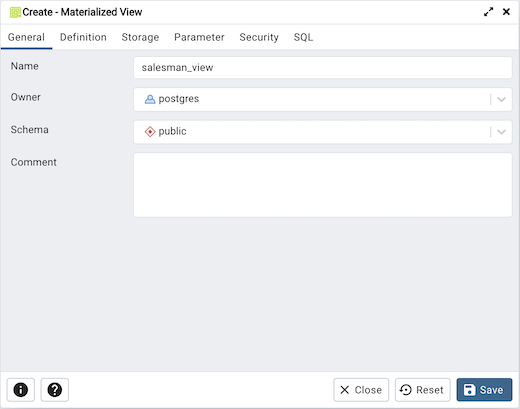 Create - Materialized View
General Definition Storage Parameter Security SQL
Name salesman_view
Owner postgres
Schema public
Comment
Close Reset Save